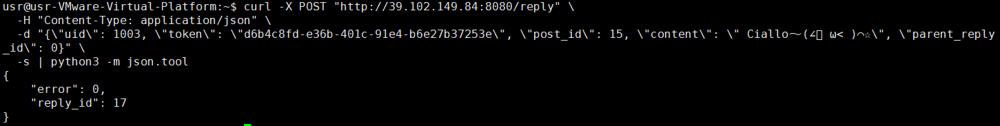 usr@usr-VMware-Virtual-Platform:~$ curl -X POST "http://39.102.149.84:8080/reply" \
  -H "Content-Type: application/json" \
  -d "{\"uid\": 1003, \"token\": \"d6b4c8fd-e36b-401c-91e4-b6e27b37253e\", \"post_id\": 15, \"content\": \" Ciallo～(∠ ω< )⌒☆\", \"parent_reply
_id\": 0}" \
  -s | python3 -m json.tool
{
    "error": 0,
    "reply_id": 17
}